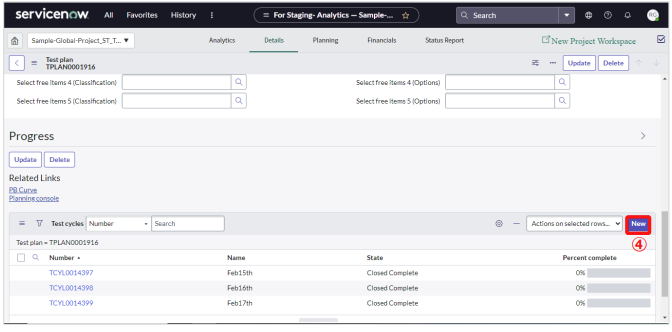 servicenow All Favorites History ⋮ = For Staging- Analytics — Sample-... ☆ Search RC
Sample-Global-Project_ST_T... ▼ Analytics Details Planning Financials Status Report New Project Workspace
Test plan
TPLAN0001916
Update Delete
Select free items 4 (Classification) Select free items 4 (Options)
Select free items 5 (Classification) Select free items 5 (Options)
Progress
Update Delete
Related Links
PB Curve
Planning console
Test cycles Number Search Actions on selected rows... New
④
Test plan = TPLAN0001916
Number ▲ Name State Percent complete
TCYL0014397 Feb15th Closed Complete 0%
TCYL0014398 Feb16th Closed Complete 0%
TCYL0014399 Feb17th Closed Complete 0%